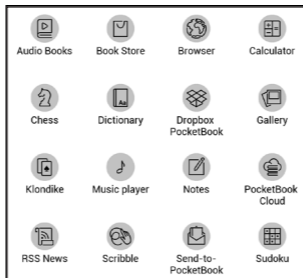 Audio Books Book Store Browser Calculator
Chess Dictionary Dropbox PocketBook Gallery
Klondike Music player Notes PocketBook Cloud
RSS News Scribble Send-to-PocketBook Sudoku